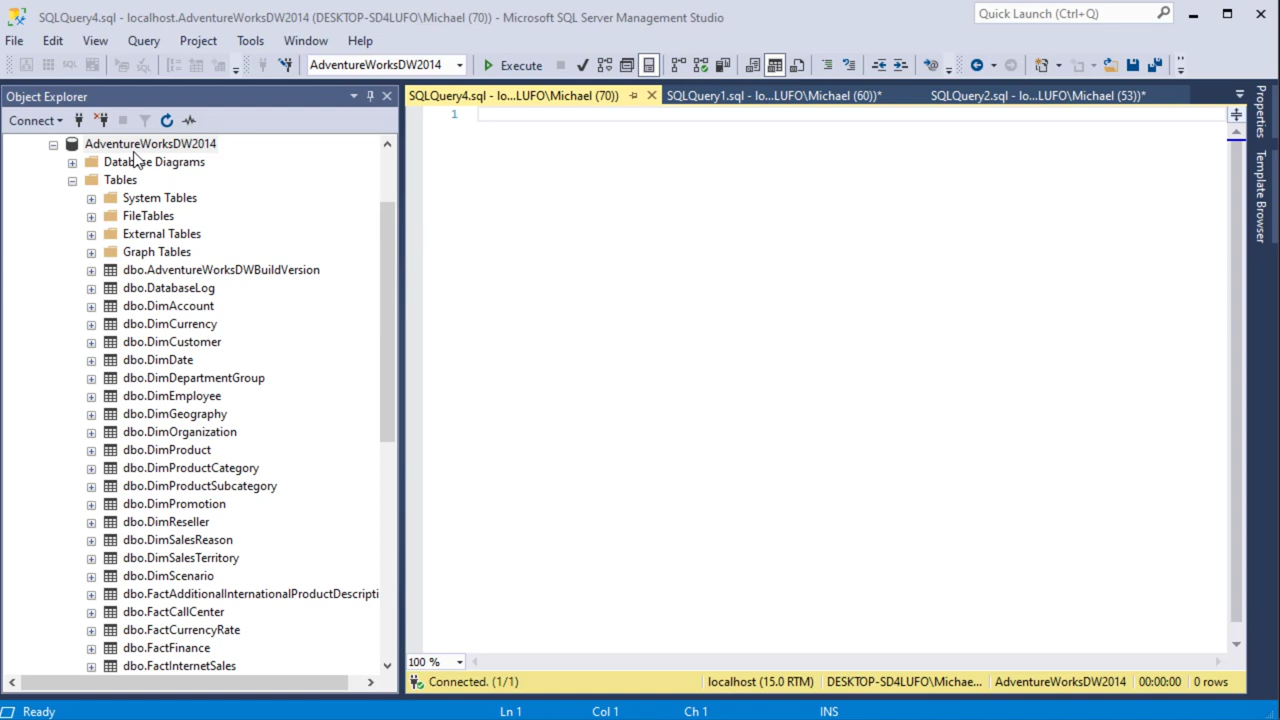 SQLQuery4.sql - localhost.AdventureWorksDW2014 (DESKTOP-SD4LUFO\Michael (70)) - Microsoft SQL Server Management Studio
Quick Launch (Ctrl+Q)
File Edit View Query Project Tools Window Help
AdventureWorksDW2014 Execute
Object Explorer
SQLQuery4.sql - lo...LUFO\Michael (70)) SQLQuery1.sql - lo...LUFO\Michael (60))* SQLQuery2.sql - lo...LUFO\Michael (53))*
Connect
1
AdventureWorksDW2014
Database Diagrams
Tables
System Tables
FileTables
External Tables
Graph Tables
dbo.AdventureWorksDWBuildVersion
dbo.DatabaseLog
dbo.DimAccount
dbo.DimCurrency
dbo.DimCustomer
dbo.DimDate
dbo.DimDepartmentGroup
dbo.DimEmployee
dbo.DimGeography
dbo.DimOrganization
dbo.DimProduct
dbo.DimProductCategory
dbo.DimProductSubcategory
dbo.DimPromotion
dbo.DimReseller
dbo.DimSalesReason
dbo.DimSalesTerritory
dbo.DimScenario
dbo.FactAdditionalInternationalProductDescripti
dbo.FactCallCenter
dbo.FactCurrencyRate
dbo.FactFinance
dbo.FactInternetSales
Properties
Template Browser
100 %
Connected. (1/1) localhost (15.0 RTM) DESKTOP-SD4LUFO\Michae... AdventureWorksDW2014 00:00:00 0 rows
Ready Ln 1 Col 1 Ch 1 INS